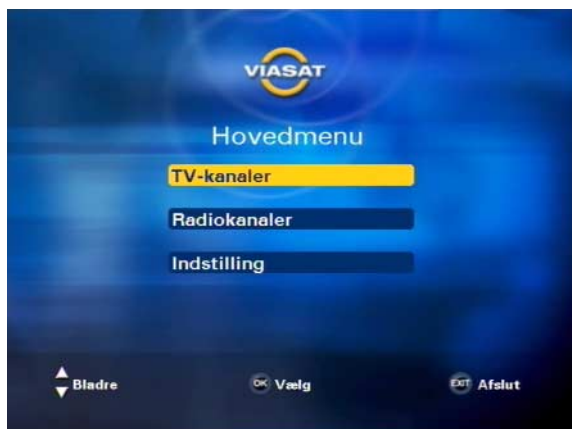 VIASAT
Hovedmenu
TV-kanaler
Radiokanaler
Indstilling
Bladre
OK Vælg
EXIT Afslut